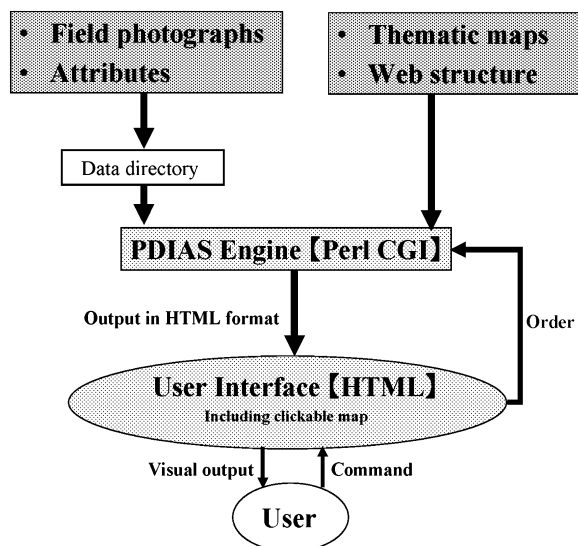 • Field photographs
• Attributes
• Thematic maps
• Web structure
Data directory
PDIAS Engine【Perl CGI】
Output in HTML format
Order
User Interface【HTML】
Including clickable map
Visual output
Command
User